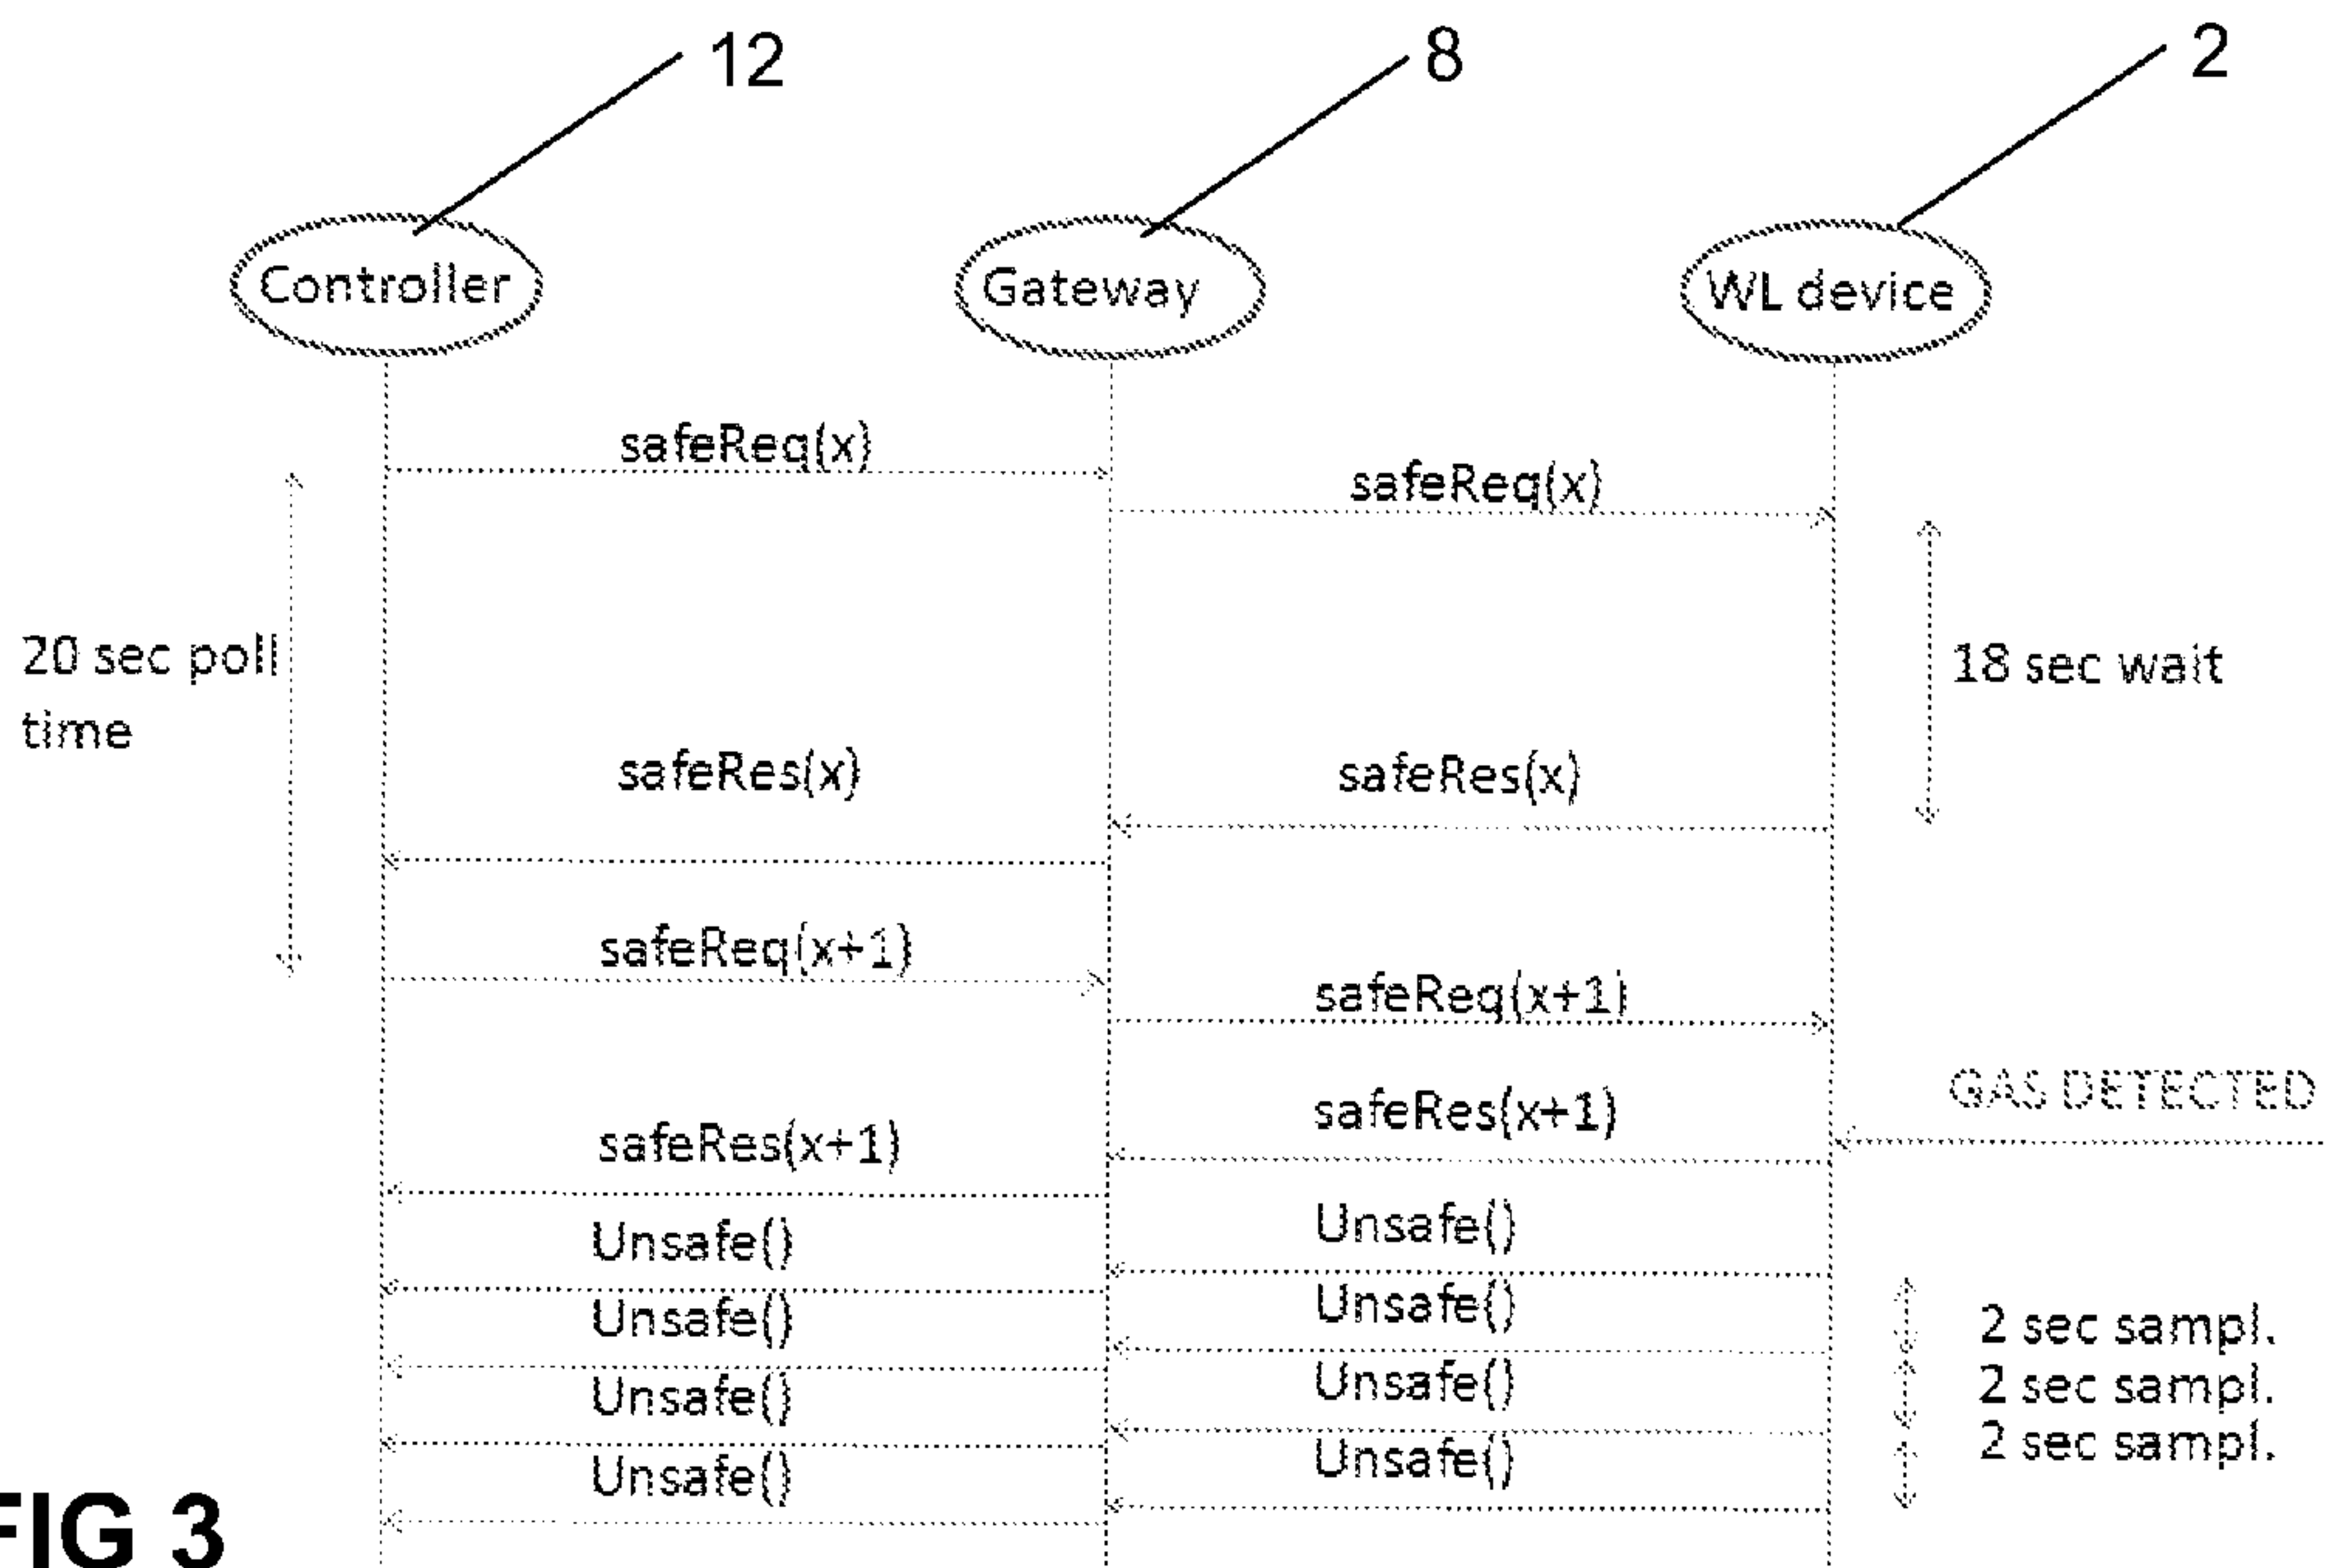 12
8
2
Controller
Gateway
WL device
safeReq(x)
safeReq(x)
20 sec poll
time
18 sec wait
safeRes(x)
safeRes(x)
safeReq(x+1)
safeReq(x+1)
GAS DETECTED
safeRes(x+1)
safeRes(x+1)
Unsafe()
Unsafe()
Unsafe()
Unsafe()
2 sec sampl.
Unsafe()
Unsafe()
2 sec sampl.
Unsafe()
Unsafe()
2 sec sampl.
FIG 3